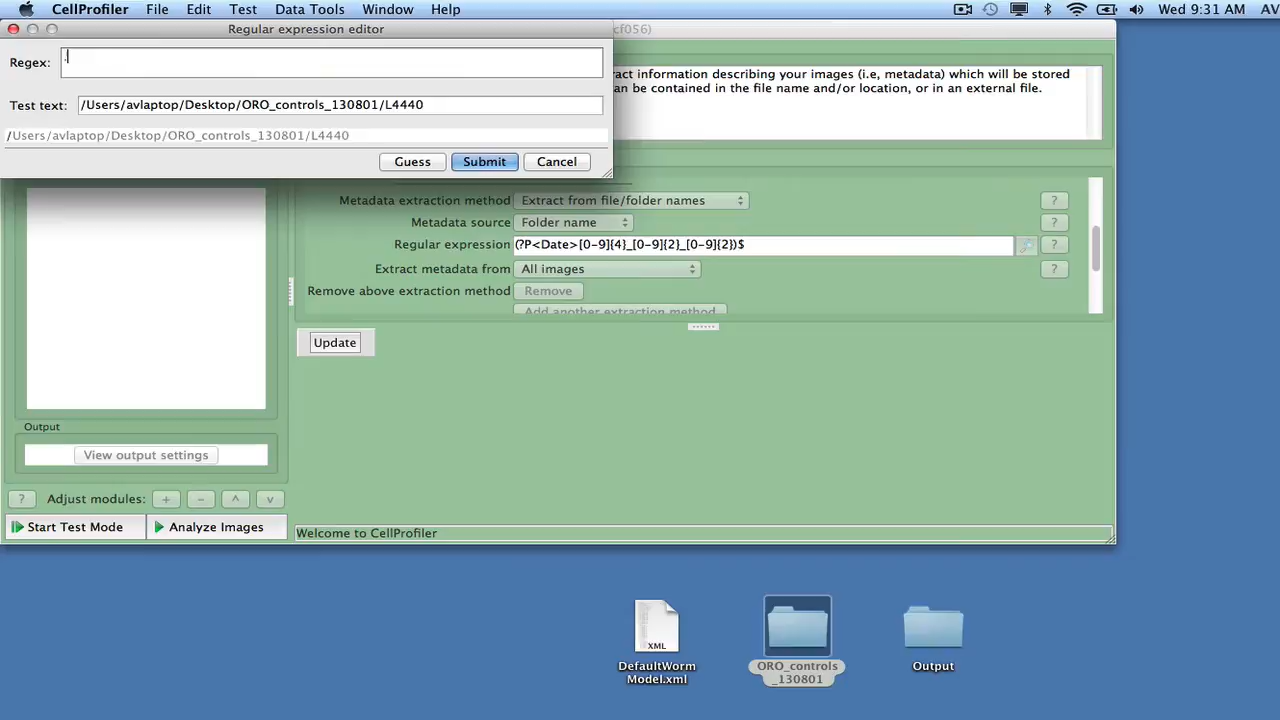 CellProfiler File Edit Test Data Tools Window Help Wed 9:31 AM AV
Regular expression editor cf056)
Regex: .
Test text: /Users/avlaptop/Desktop/ORO_controls_130801/L4440
/Users/avlaptop/Desktop/ORO_controls_130801/L4440
Guess Submit Cancel
ract information describing your images (i.e, metadata) which will be stored
an be contained in the file name and/or location, or in an external file.
Metadata extraction method Extract from file/folder names ?
Metadata source Folder name ?
Regular expression (?P<Date>[0-9]{4}_[0-9]{2}_[0-9]{2})$ ?
Extract metadata from All images ?
Remove above extraction method Remove
Add another extraction method
Update
Output
View output settings
? Adjust modules: + - ^ v
Start Test Mode Analyze Images
Welcome to CellProfiler
XML
DefaultWorm
Model.xml
ORO_controls
_130801
Output